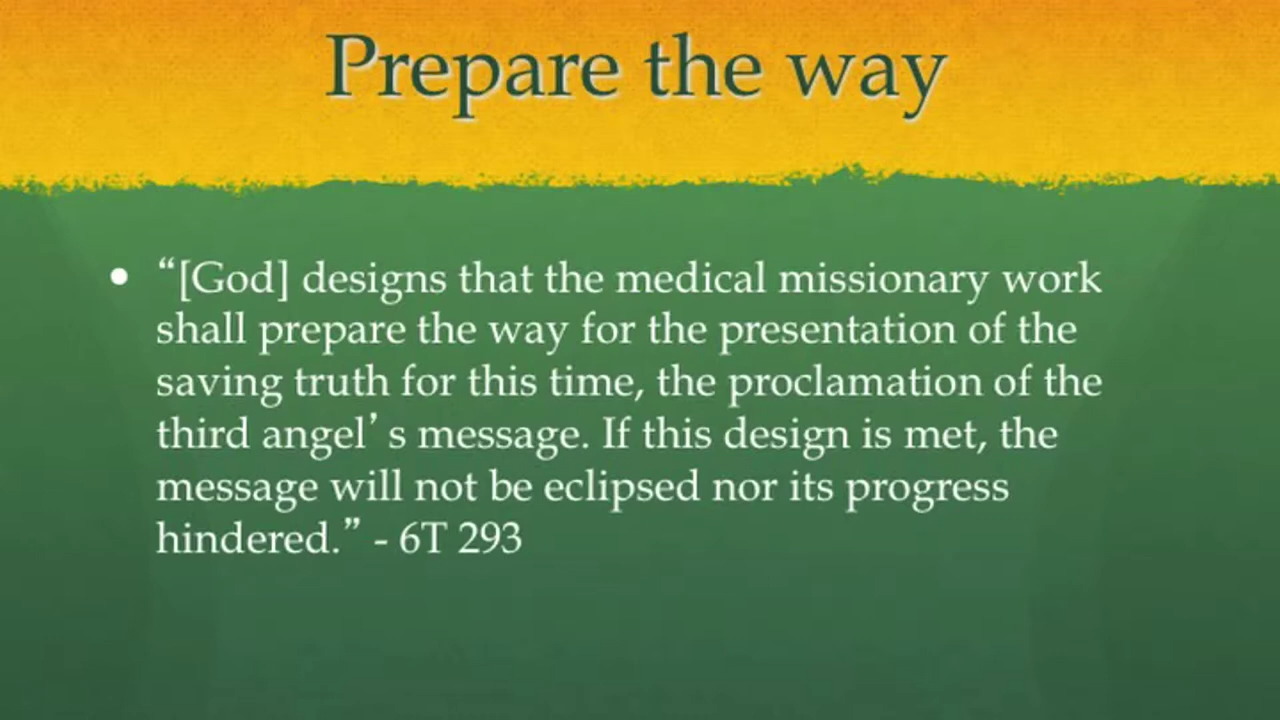 Prepare the way
• “[God] designs that the medical missionary work
shall prepare the way for the presentation of the
saving truth for this time, the proclamation of the
third angel’s message. If this design is met, the
message will not be eclipsed nor its progress
hindered.” - 6T 293